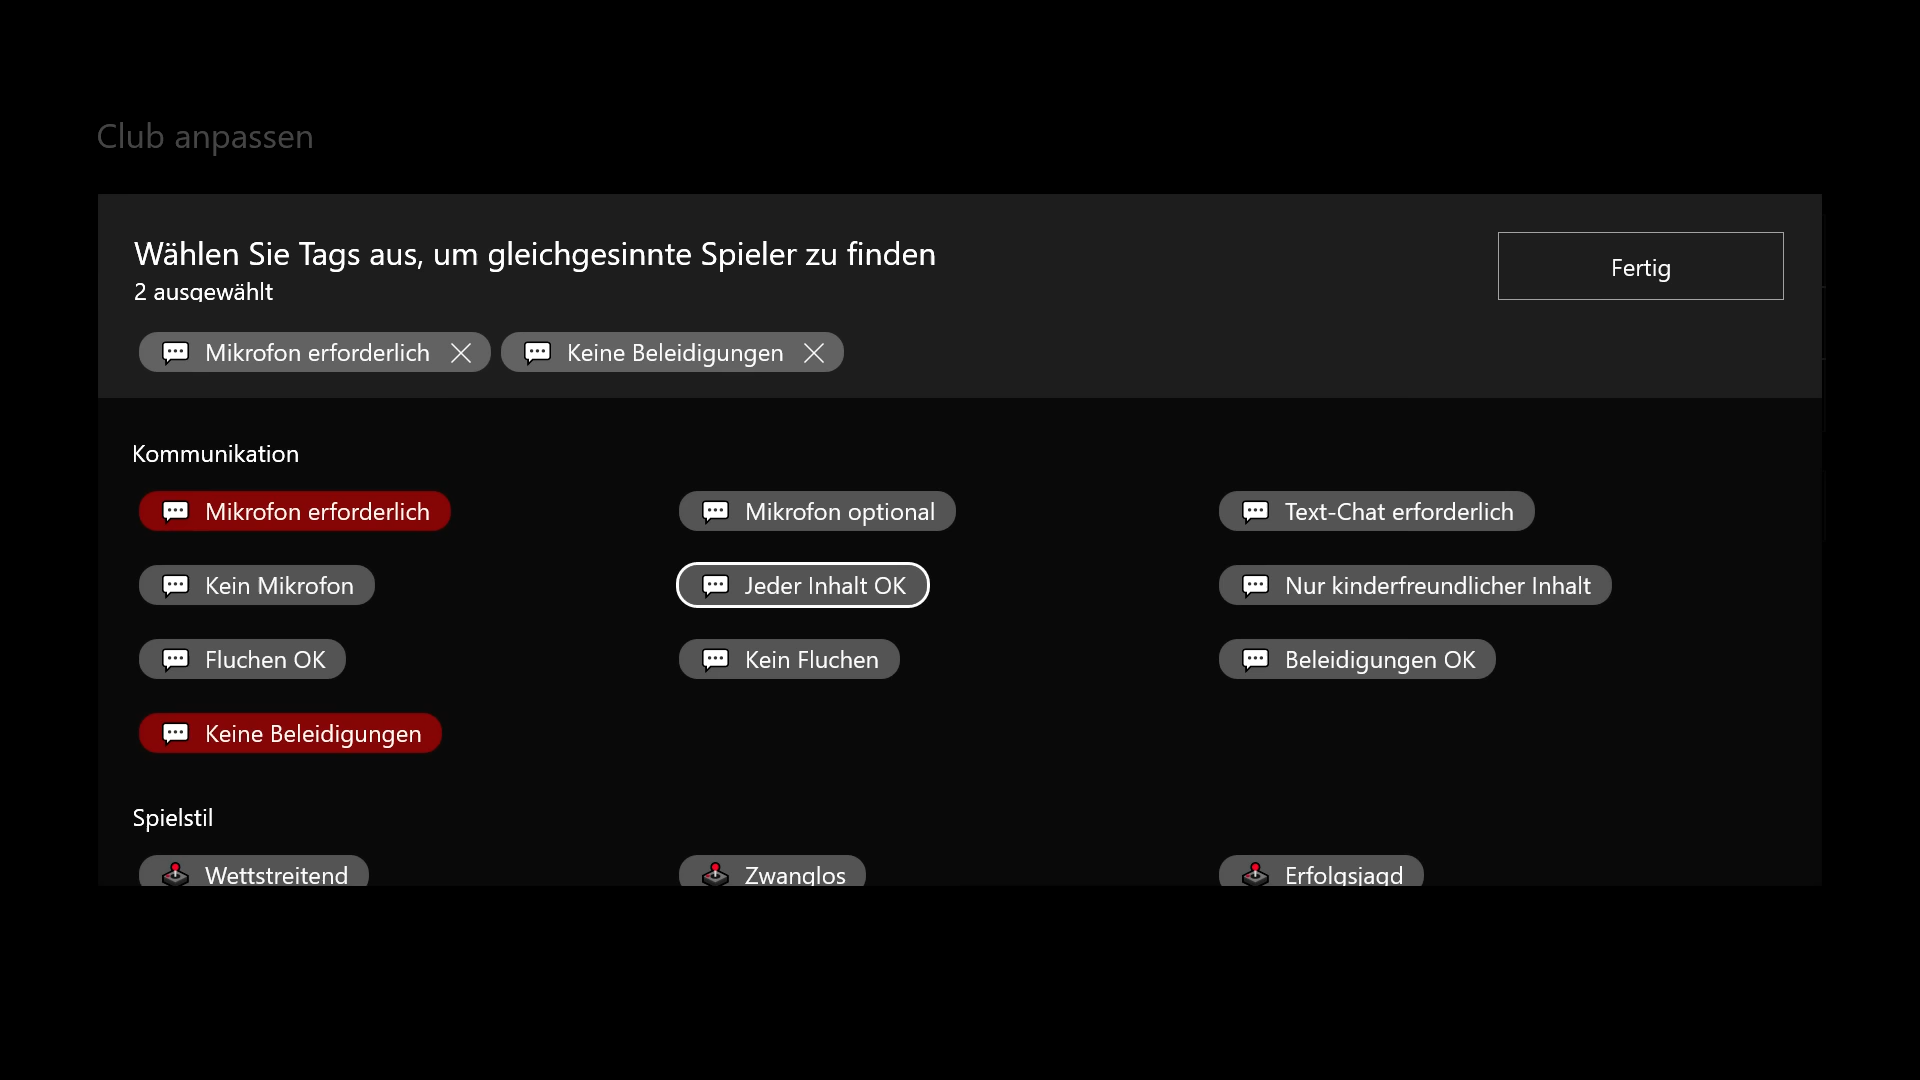 Club anpassen
Wählen Sie Tags aus, um gleichgesinnte Spieler zu finden
2 ausgewählt
Fertig
Mikrofon erforderlich
Keine Beleidigungen
Kommunikation
Mikrofon erforderlich
Mikrofon optional
Text-Chat erforderlich
Kein Mikrofon
Jeder Inhalt OK
Nur kinderfreundlicher Inhalt
Fluchen OK
Kein Fluchen
Beleidigungen OK
Keine Beleidigungen
Spielstil
Wettstreitend
Zwanglos
Erfolgsjagd